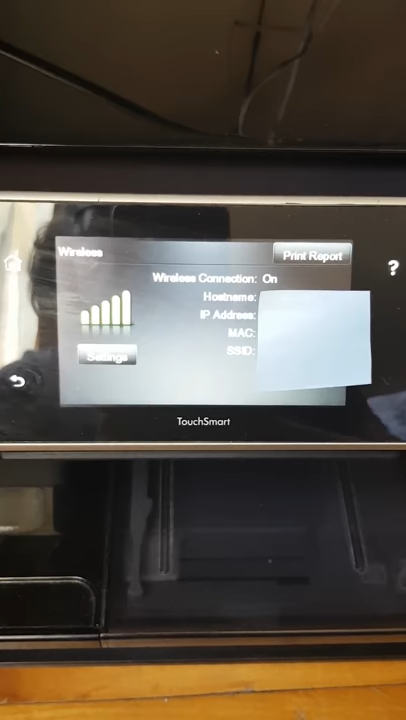 Wireless
Print Report
Wireless Connection: On
Hostname:
IP Address:
MAC:
SSID:
Settings
?
TouchSmart